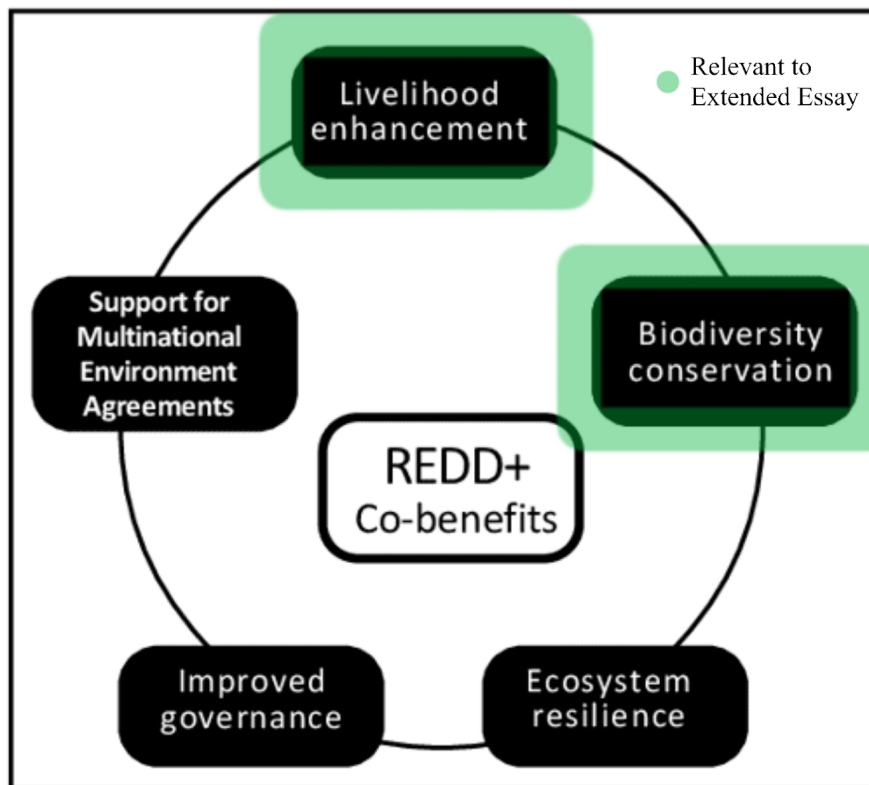 Livelihood
enhancement
Relevant to
Extended Essay
Support for
Multinational
Environment
Agreements
Biodiversity
conservation
REDD+
Co-benefits
Improved
governance
Ecosystem
resilience